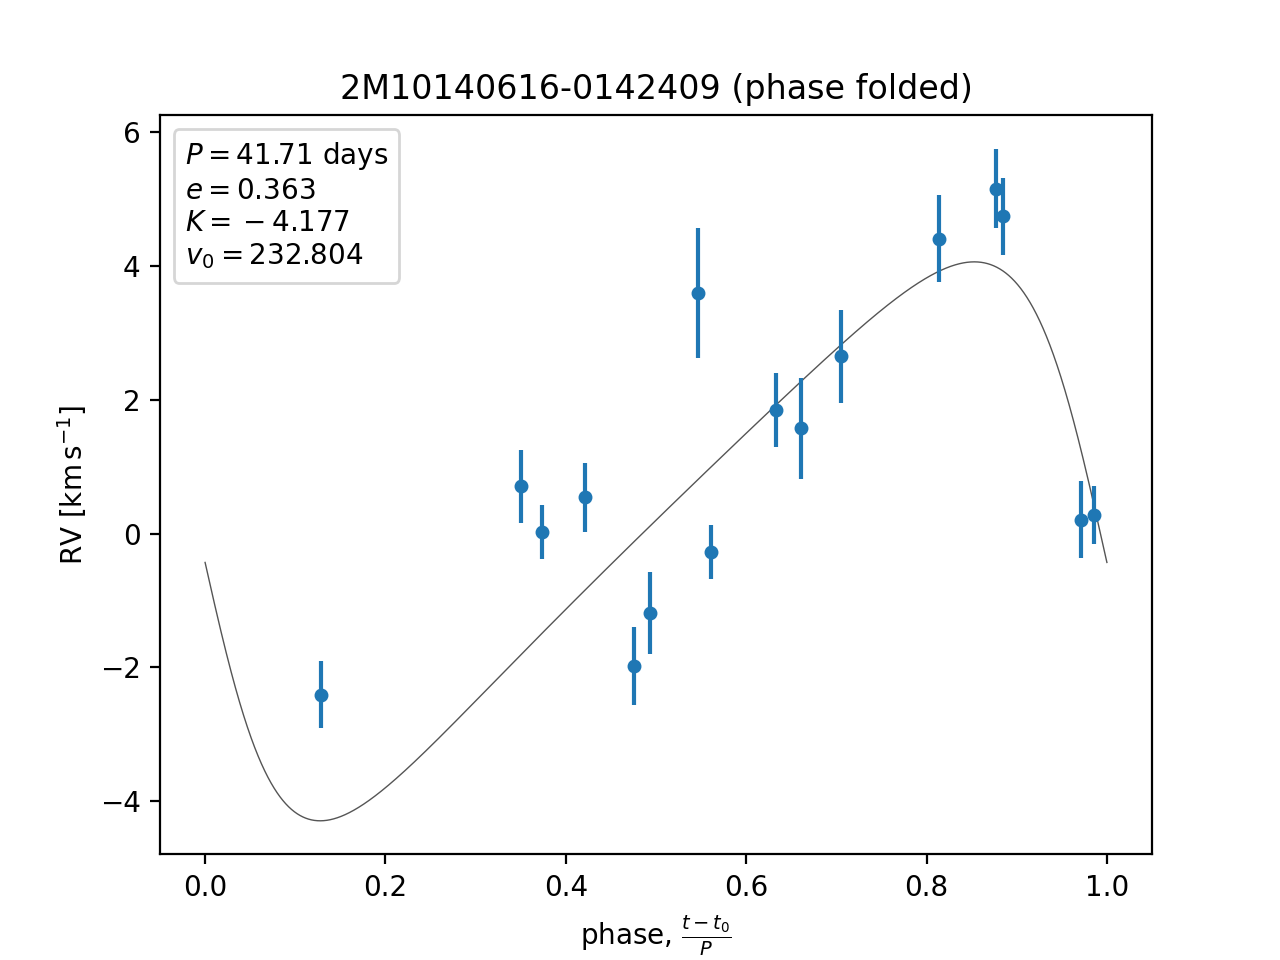 2M10140616-0142409 (phase folded)
P = 41.71 days
e = 0.363
K = − 4.177
v₀ = 232.804
6
4
2
0
−2
−4
RV [km s⁻¹]
0.0 0.2 0.4 0.6 0.8 1.0
phase, (t − t₀)/P